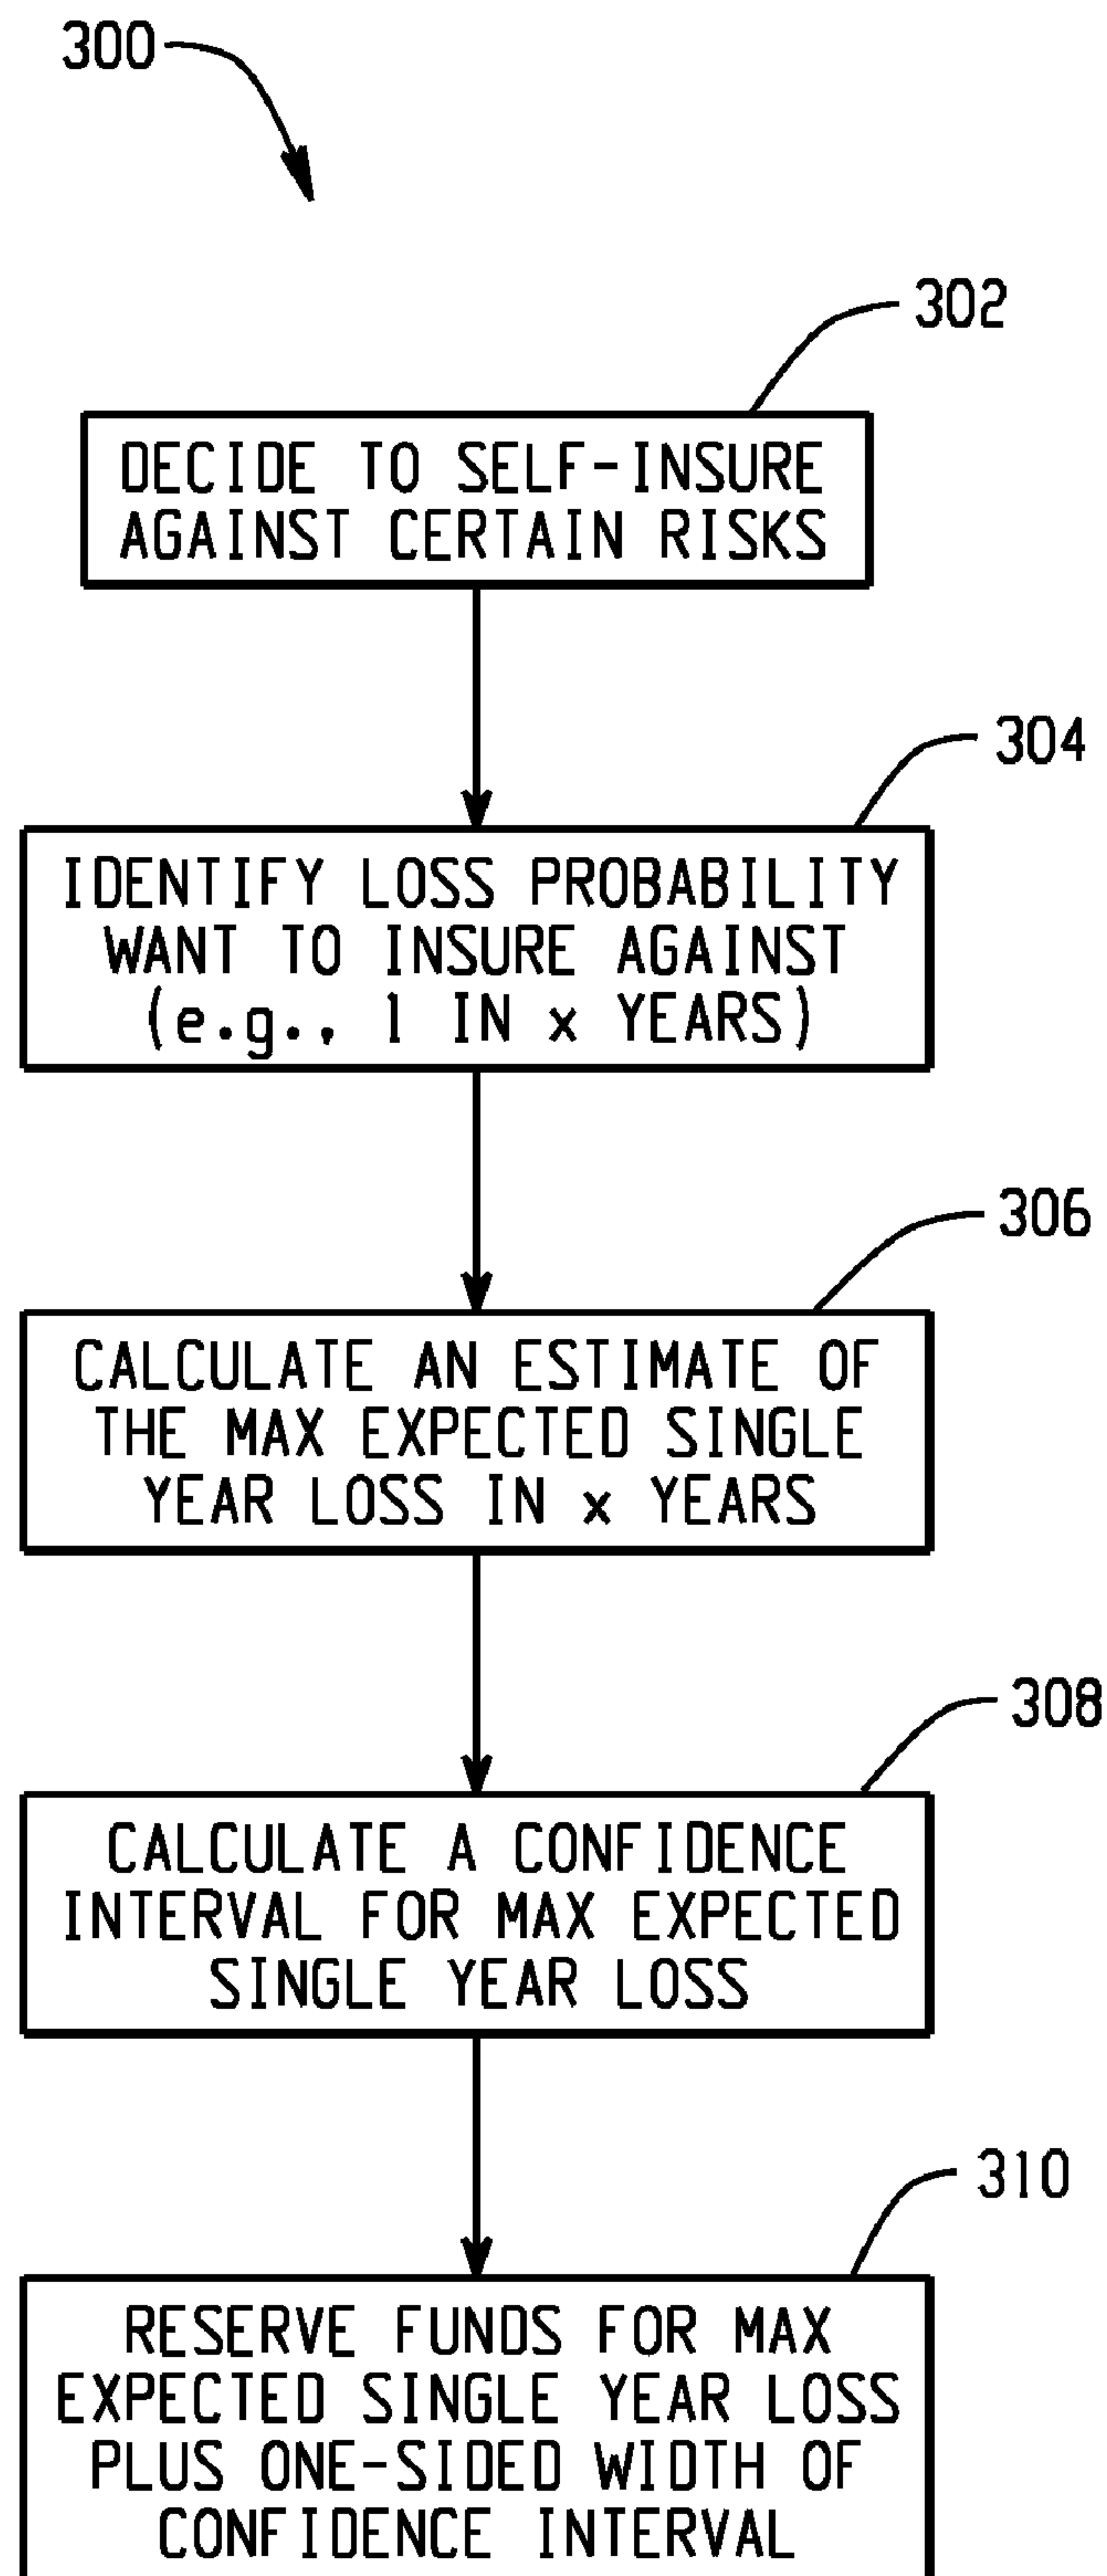 300
302
DECIDE TO SELF-INSURE
AGAINST CERTAIN RISKS
304
IDENTIFY LOSS PROBABILITY
WANT TO INSURE AGAINST
(e.g., 1 IN x YEARS)
306
CALCULATE AN ESTIMATE OF
THE MAX EXPECTED SINGLE
YEAR LOSS IN x YEARS
308
CALCULATE A CONFIDENCE
INTERVAL FOR MAX EXPECTED
SINGLE YEAR LOSS
310
RESERVE FUNDS FOR MAX
EXPECTED SINGLE YEAR LOSS
PLUS ONE-SIDED WIDTH OF
CONFIDENCE INTERVAL